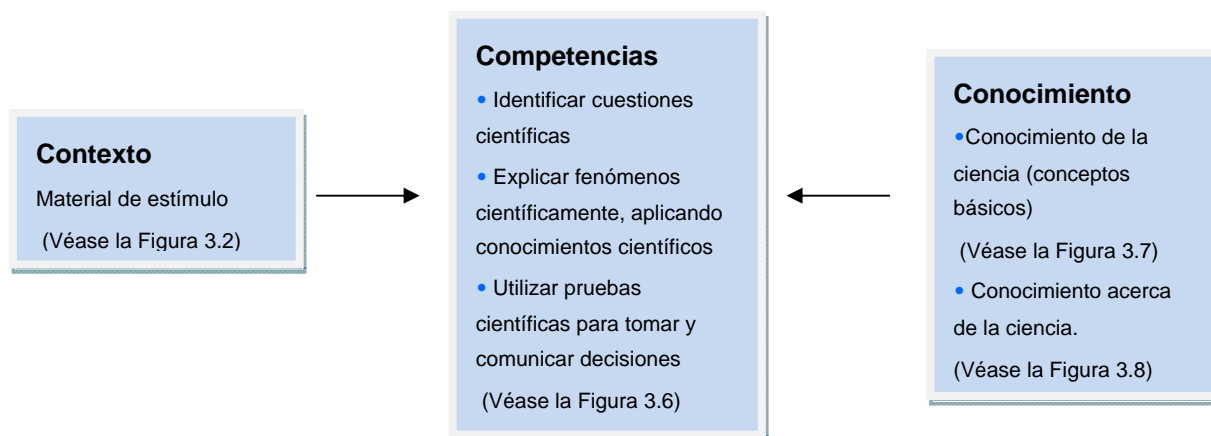 Contexto
Material de estímulo
(Véase la Figura 3.2)
Competencias
• Identificar cuestiones
científicas
• Explicar fenómenos
científicamente, aplicando
conocimientos científicos
• Utilizar pruebas
científicas para tomar y
comunicar decisiones
(Véase la Figura 3.6)
Conocimiento
•Conocimiento de la
ciencia (conceptos
básicos)
(Véase la Figura 3.7)
• Conocimiento acerca
de la ciencia.
(Véase la Figura 3.8)